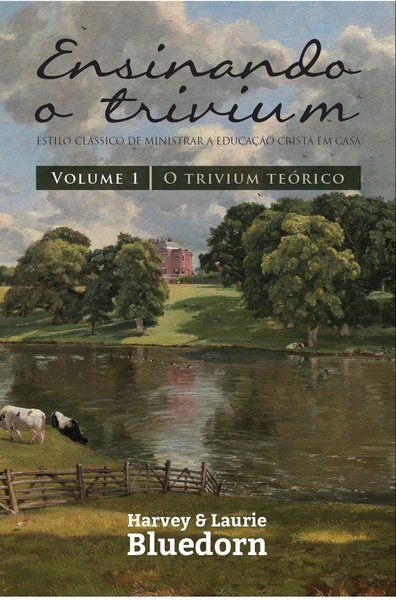 Ensinando
o trivium
ESTILO CLÁSSICO DE MINISTRAR A EDUCAÇÃO CRISTÃ EM CASA
VOLUME 1 | O TRIVIUM TEÓRICO
Harvey & Laurie
Bluedorn